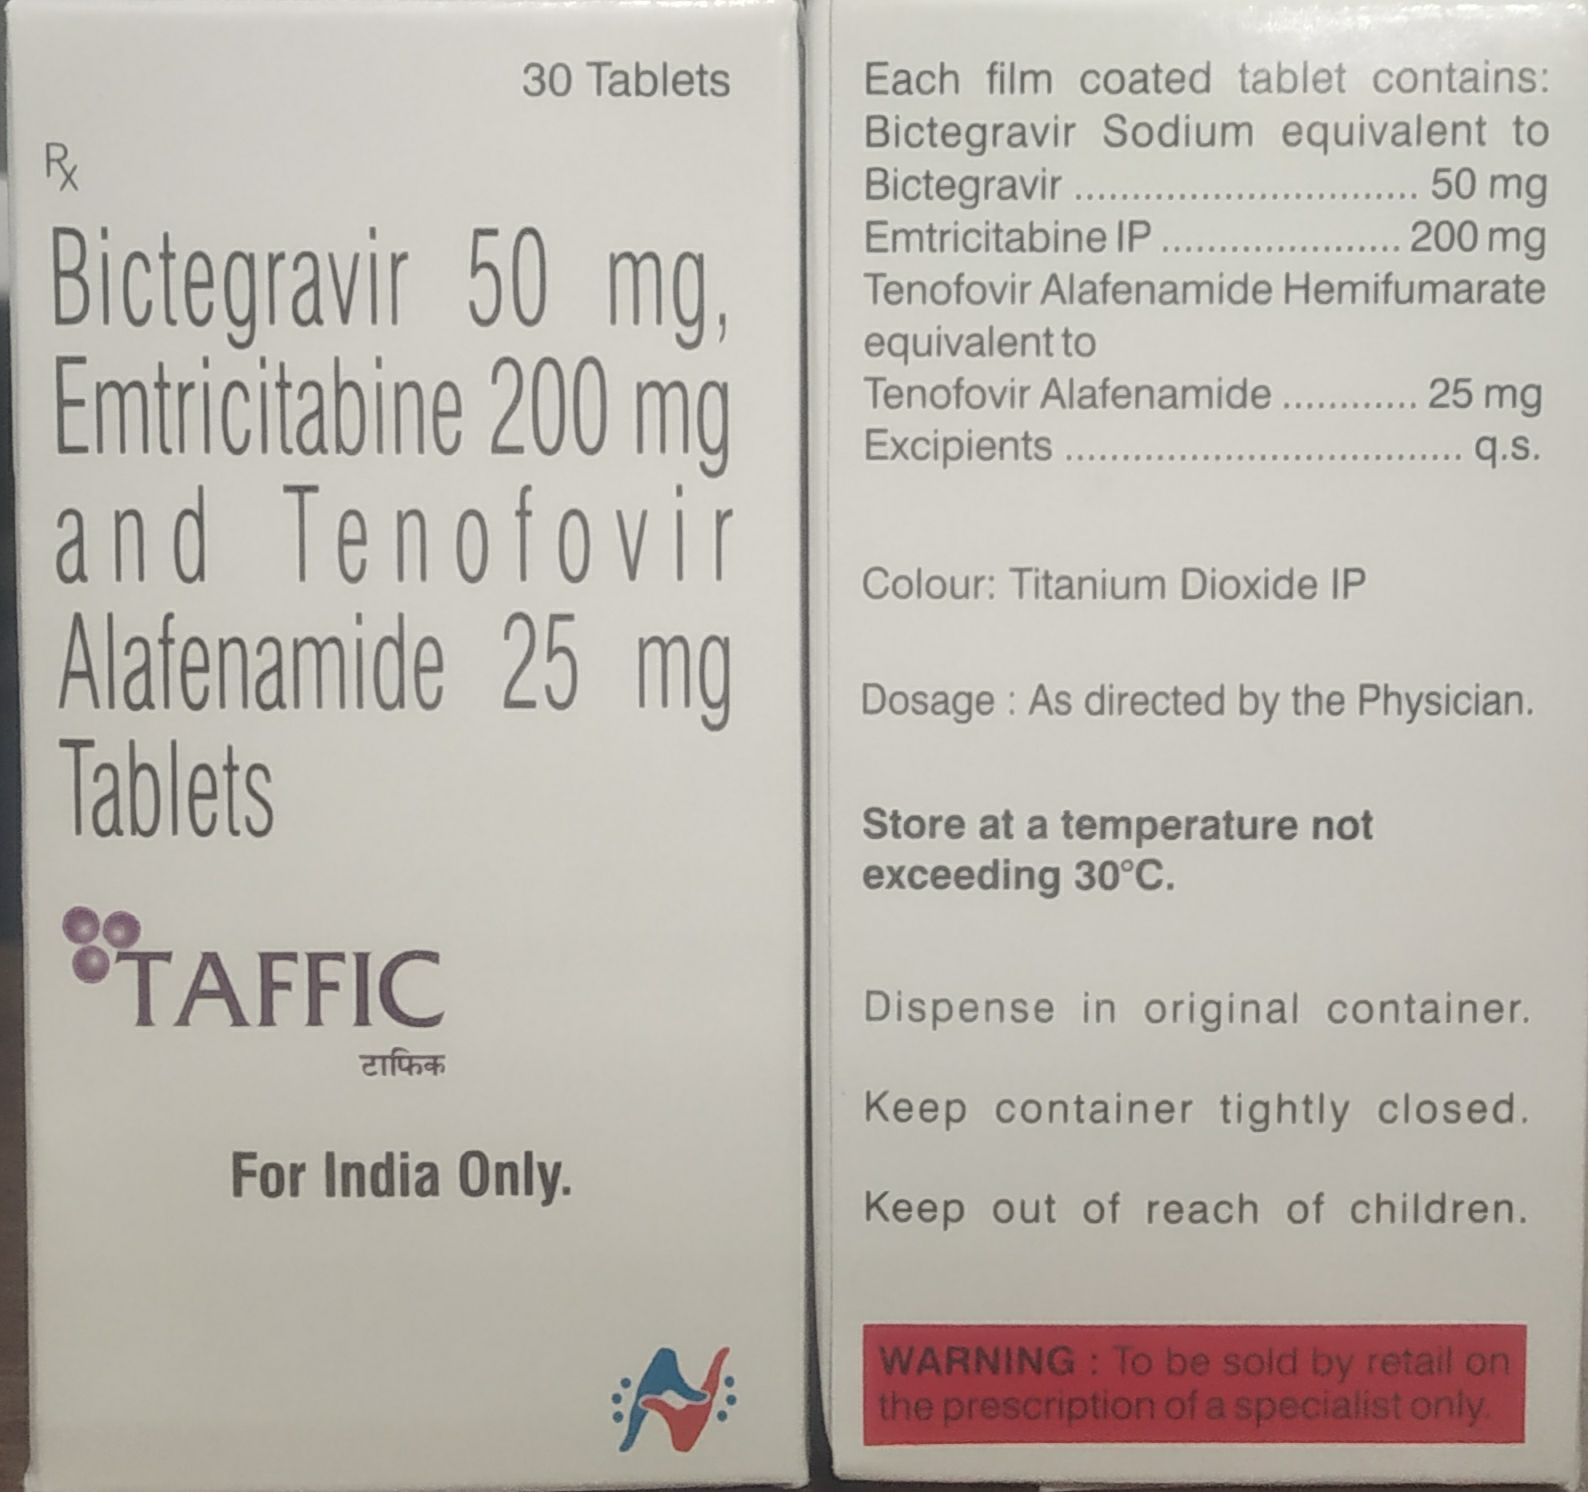 30 Tablets
Rx
Bictegravir 50 mg,
Emtricitabine 200 mg
and Tenofovir
Alafenamide 25 mg
Tablets
TAFFIC
टाफिक
For India Only.
Each film coated tablet contains:
Bictegravir Sodium equivalent to
Bictegravir .............................. 50 mg
Emtricitabine IP ..................... 200 mg
Tenofovir Alafenamide Hemifumarate
equivalent to
Tenofovir Alafenamide ............ 25 mg
Excipients ................................... q.s.
Colour: Titanium Dioxide IP
Dosage : As directed by the Physician.
Store at a temperature not
exceeding 30°C.
Dispense in original container.
Keep container tightly closed.
Keep out of reach of children.
WARNING : To be sold by retail on
the prescription of a specialist only.